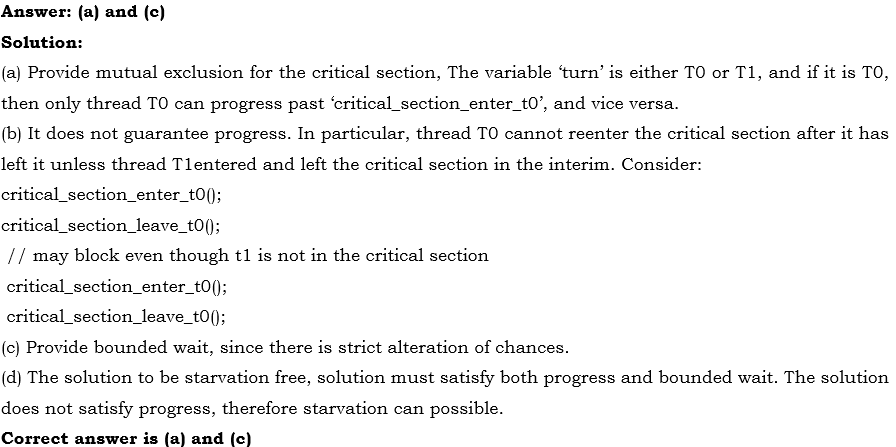 Answer: (a) and (c)
Solution:
(a) Provide mutual exclusion for the critical section, The variable ‘turn’ is either T0 or T1, and if it is T0,
then only thread T0 can progress past ‘critical_section_enter_t0’, and vice versa.
(b) It does not guarantee progress. In particular, thread T0 cannot reenter the critical section after it has
left it unless thread T1entered and left the critical section in the interim. Consider:
critical_section_enter_t0();
critical_section_leave_t0();
// may block even though t1 is not in the critical section
critical_section_enter_t0();
critical_section_leave_t0();
(c) Provide bounded wait, since there is strict alteration of chances.
(d) The solution to be starvation free, solution must satisfy both progress and bounded wait. The solution
does not satisfy progress, therefore starvation can possible.
Correct answer is (a) and (c)